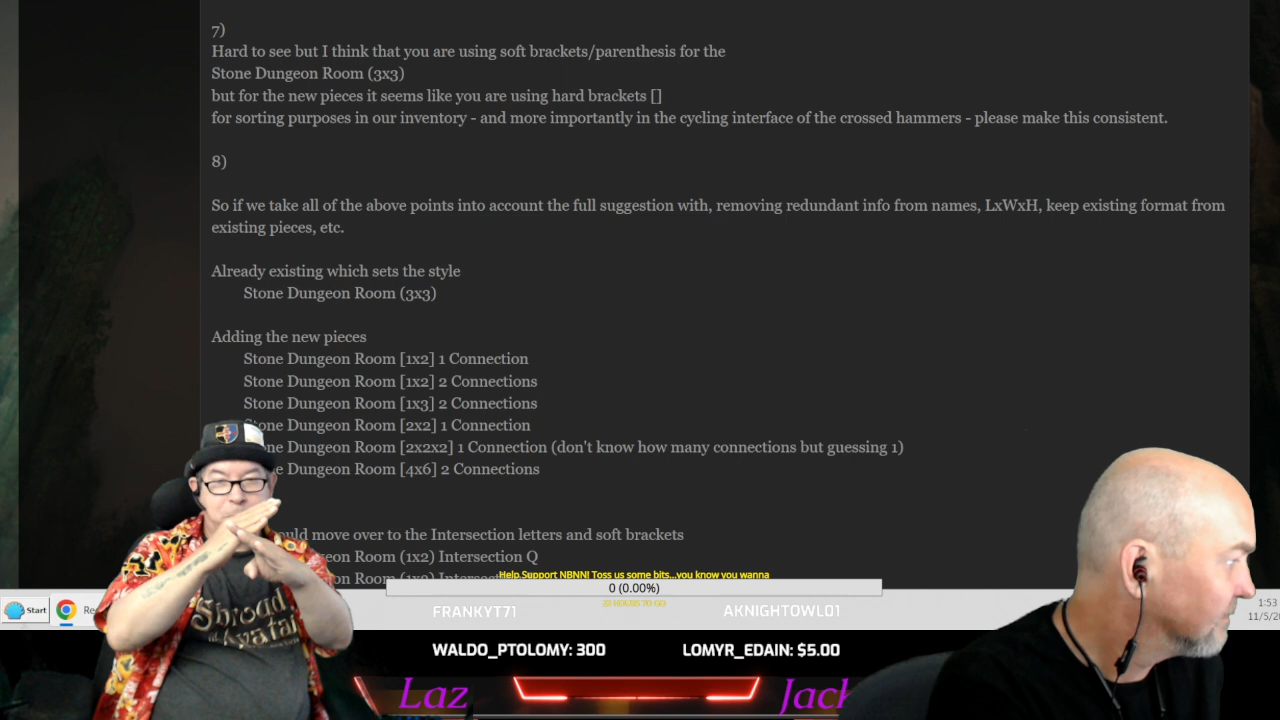 7)
Hard to see but I think that you are using soft brackets/parenthesis for the
Stone Dungeon Room (3x3)
but for the new pieces it seems like you are using hard brackets []
for sorting purposes in our inventory - and more importantly in the cycling interface of the crossed hammers - please make this consistent.
8)
So if we take all of the above points into account the full suggestion with, removing redundant info from names, LxWxH, keep existing format from
existing pieces, etc.
Already existing which sets the style
Stone Dungeon Room (3x3)
Adding the new pieces
Stone Dungeon Room [1x2] 1 Connection
Stone Dungeon Room [1x2] 2 Connections
Stone Dungeon Room [1x3] 2 Connections
Dungeon Room [2x2] 1 Connection
Dungeon Room [2x2x2] 1 Connection (don't know how many connections but guessing 1)
Dungeon Room [4x6] 2 Connections
move over to the Intersection letters and soft brackets
Room (1x2) Intersection Q
Room
Help Support NBNN! Toss us some bits...you know you wanna
0 (0.00%)
Start
1:53
FRANKYT71
AKNIGHTOWL01
WALDO_PTOLOMY: 300
LOMYR_EDAIN: $5.00
Shroud
of the
Avatar
Laz
Jack